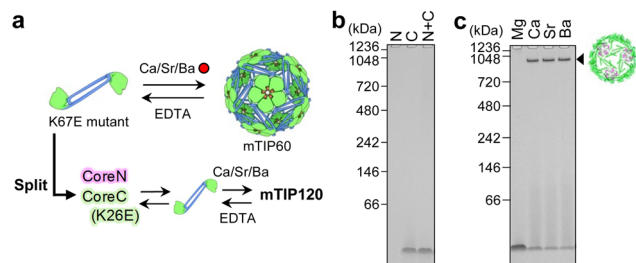 a
Ca/Sr/Ba
EDTA
K67E mutant
mTIP60
Split
CoreN
CoreC
(K26E)
Ca/Sr/Ba
EDTA
mTIP120
b
(kDa)
N
C
N+C
1236
1048
720
480
242
146
66
c
(kDa)
Mg
Ca
Sr
Ba
1236
1048
720
480
242
146
66